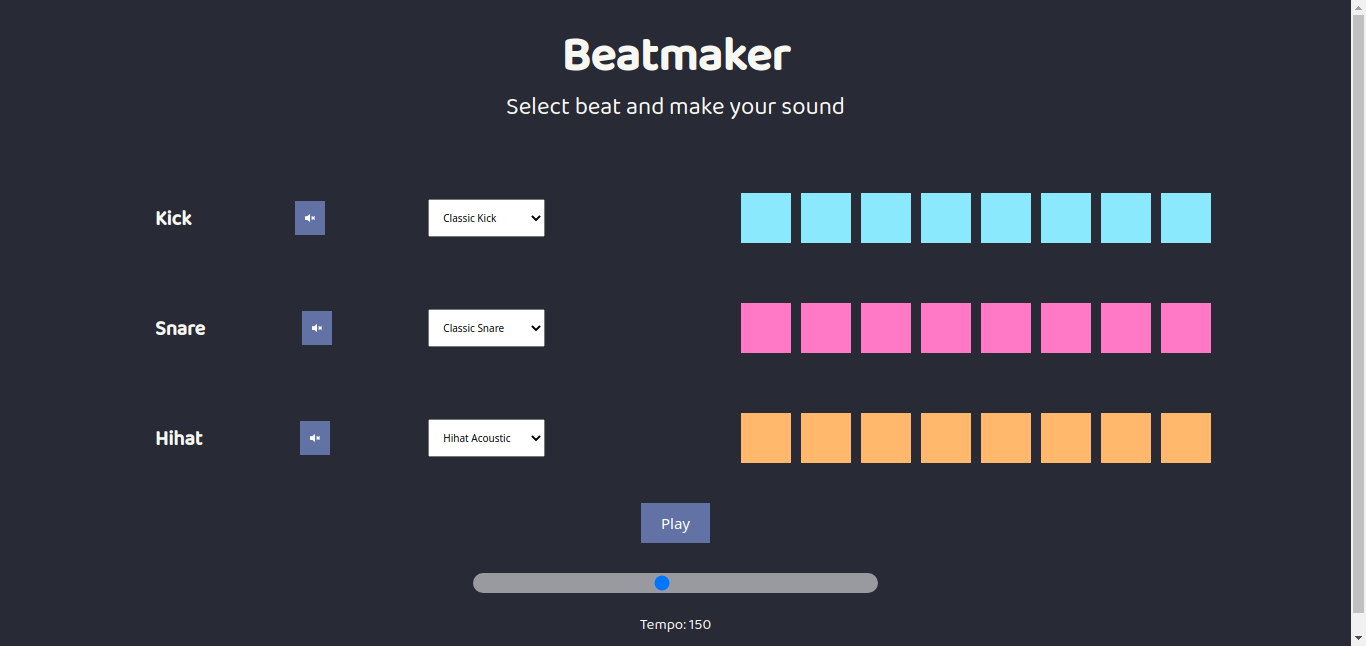 Beatmaker
Select beat and make your sound
Kick
Classic Kick
Snare
Classic Snare
Hihat
Hihat Acoustic
Play
Tempo: 150